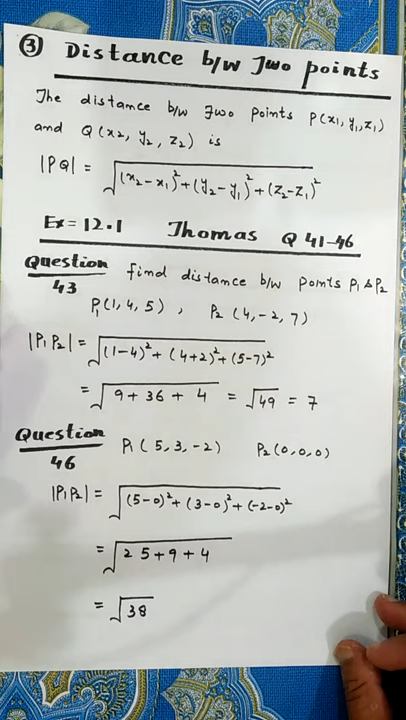 ③ Distance b/w Two points
The distance b/w Two points P(x₁, y₁, z₁)
and Q(x₂, y₂, z₂) is
|PQ| = √((x₂-x₁)²+(y₂-y₁)²+(z₂-z₁)²)
Ex=12.1 Thomas Q 41-46
Question 43 find distance b/w points P₁ & P₂
P₁(1, 4, 5) , P₂ (4, -2, 7)
|P₁P₂| = √((1-4)²+(4+2)²+(5-7)²)
= √(9+36+4) = √49 = 7
Question 46 P₁(5, 3, -2) P₂(0, 0, 0)
|P₁P₂| = √((5-0)²+(3-0)²+(-2-0)²)
= √(25+9+4)
= √38